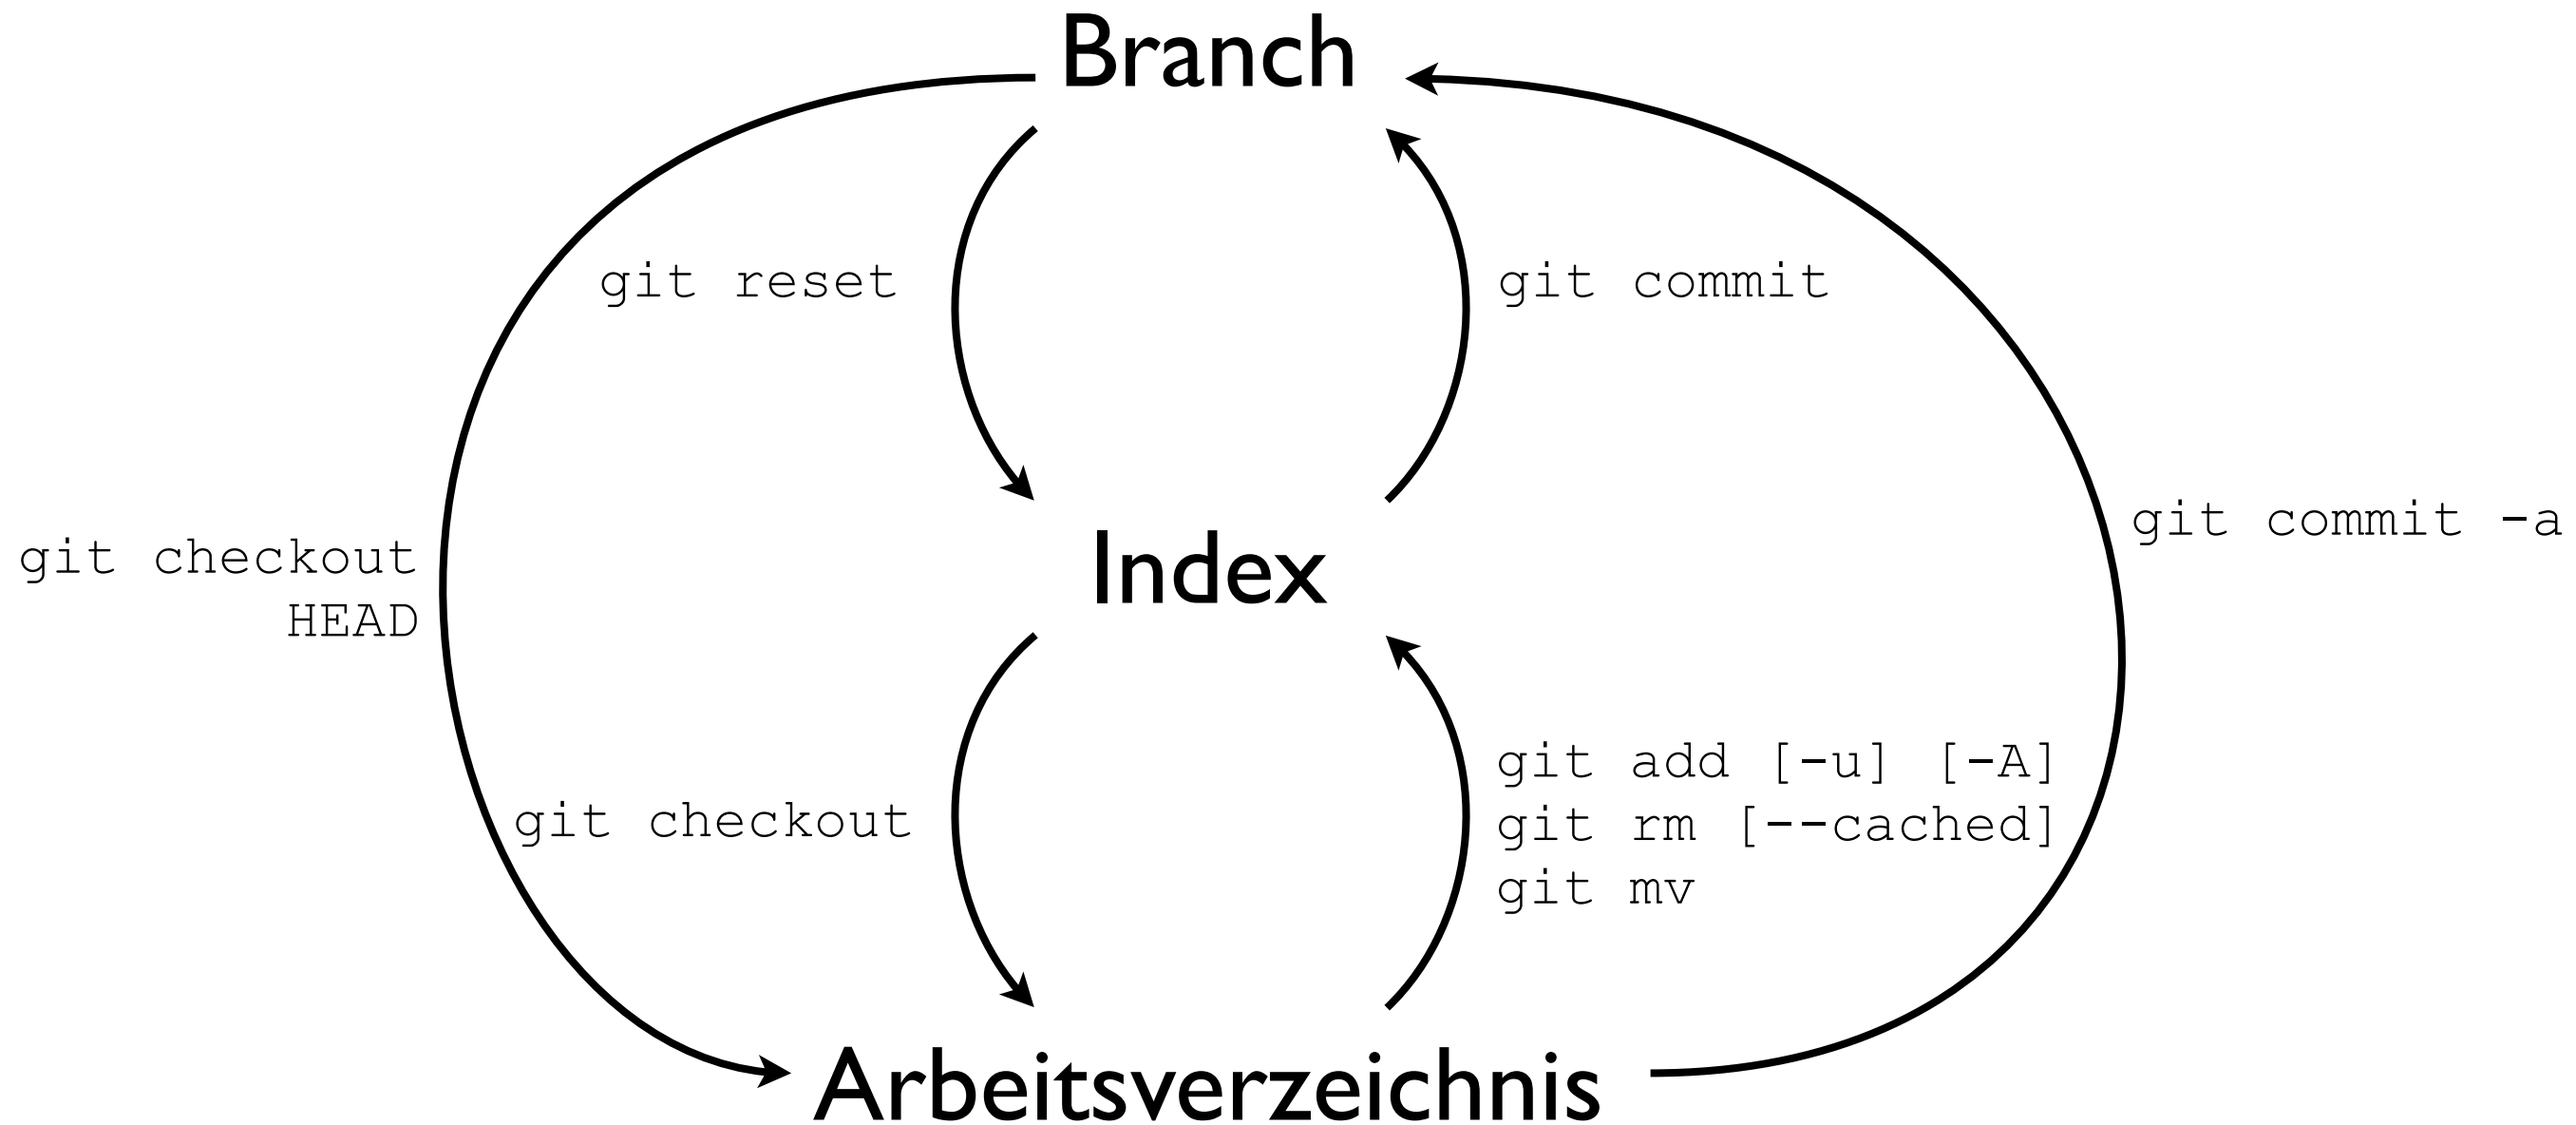 Branch
git reset
git commit
git commit -a
git checkout
HEAD
Index
git checkout
git add [-u] [-A]
git rm [--cached]
git mv
Arbeitsverzeichnis